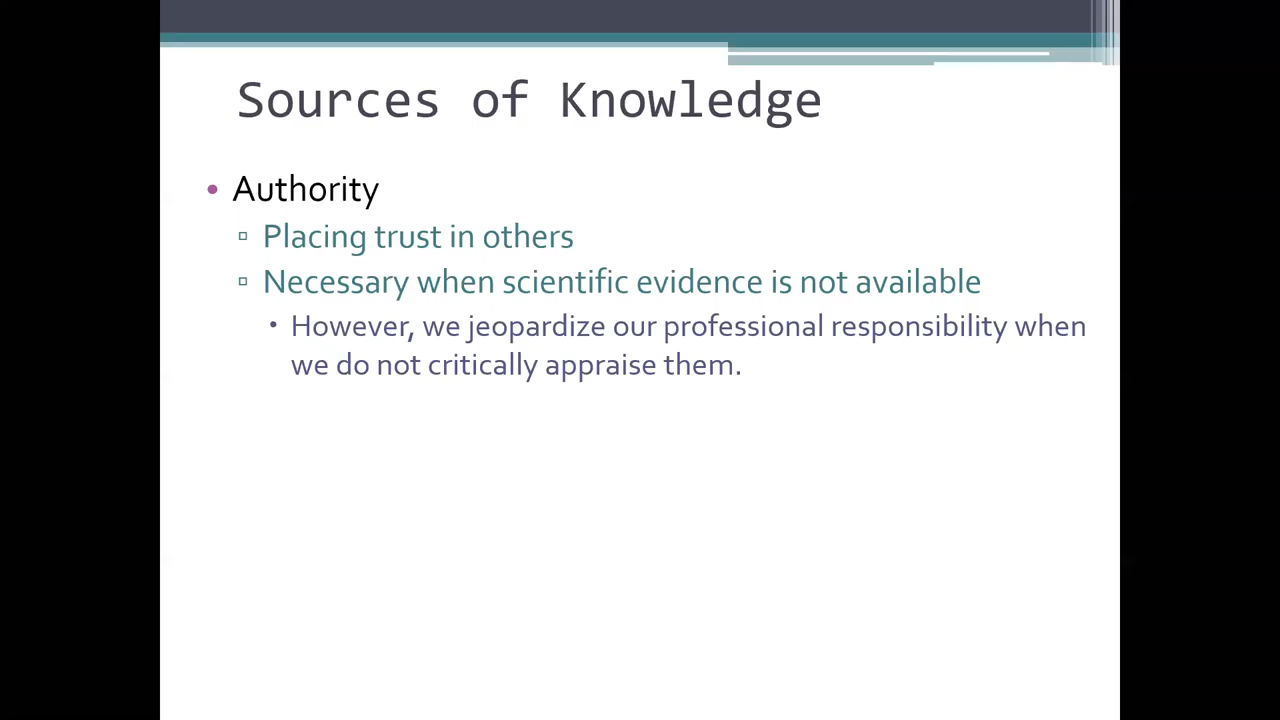 Sources of Knowledge
• Authority
▫ Placing trust in others
▫ Necessary when scientific evidence is not available
• However, we jeopardize our professional responsibility when
we do not critically appraise them.